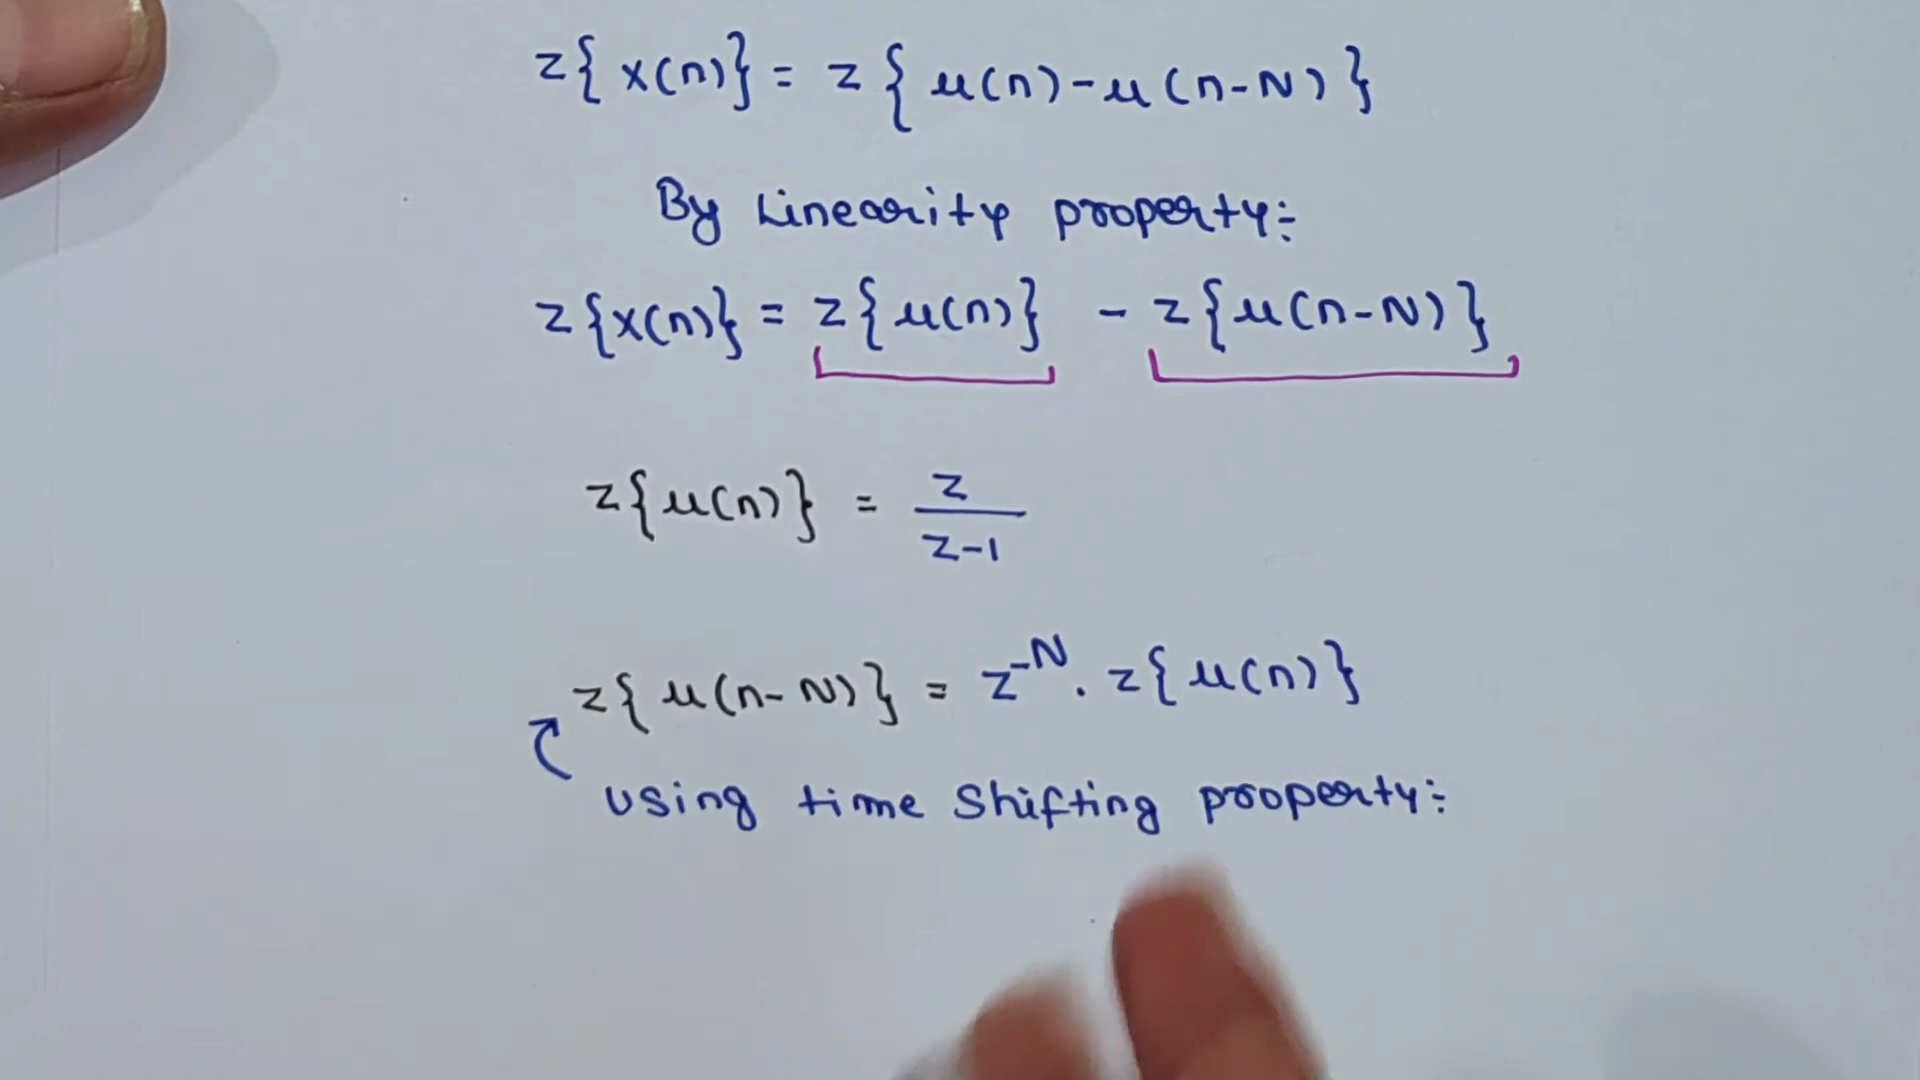 z{x(n)} = z{u(n)-u(n-N)}
By Linearity property:-
z{x(n)} = z{u(n)} - z{u(n-N)}
z{u(n)} = z/z-1
z{u(n-N)} = z^-N . z{u(n)}
using time Shifting property:-